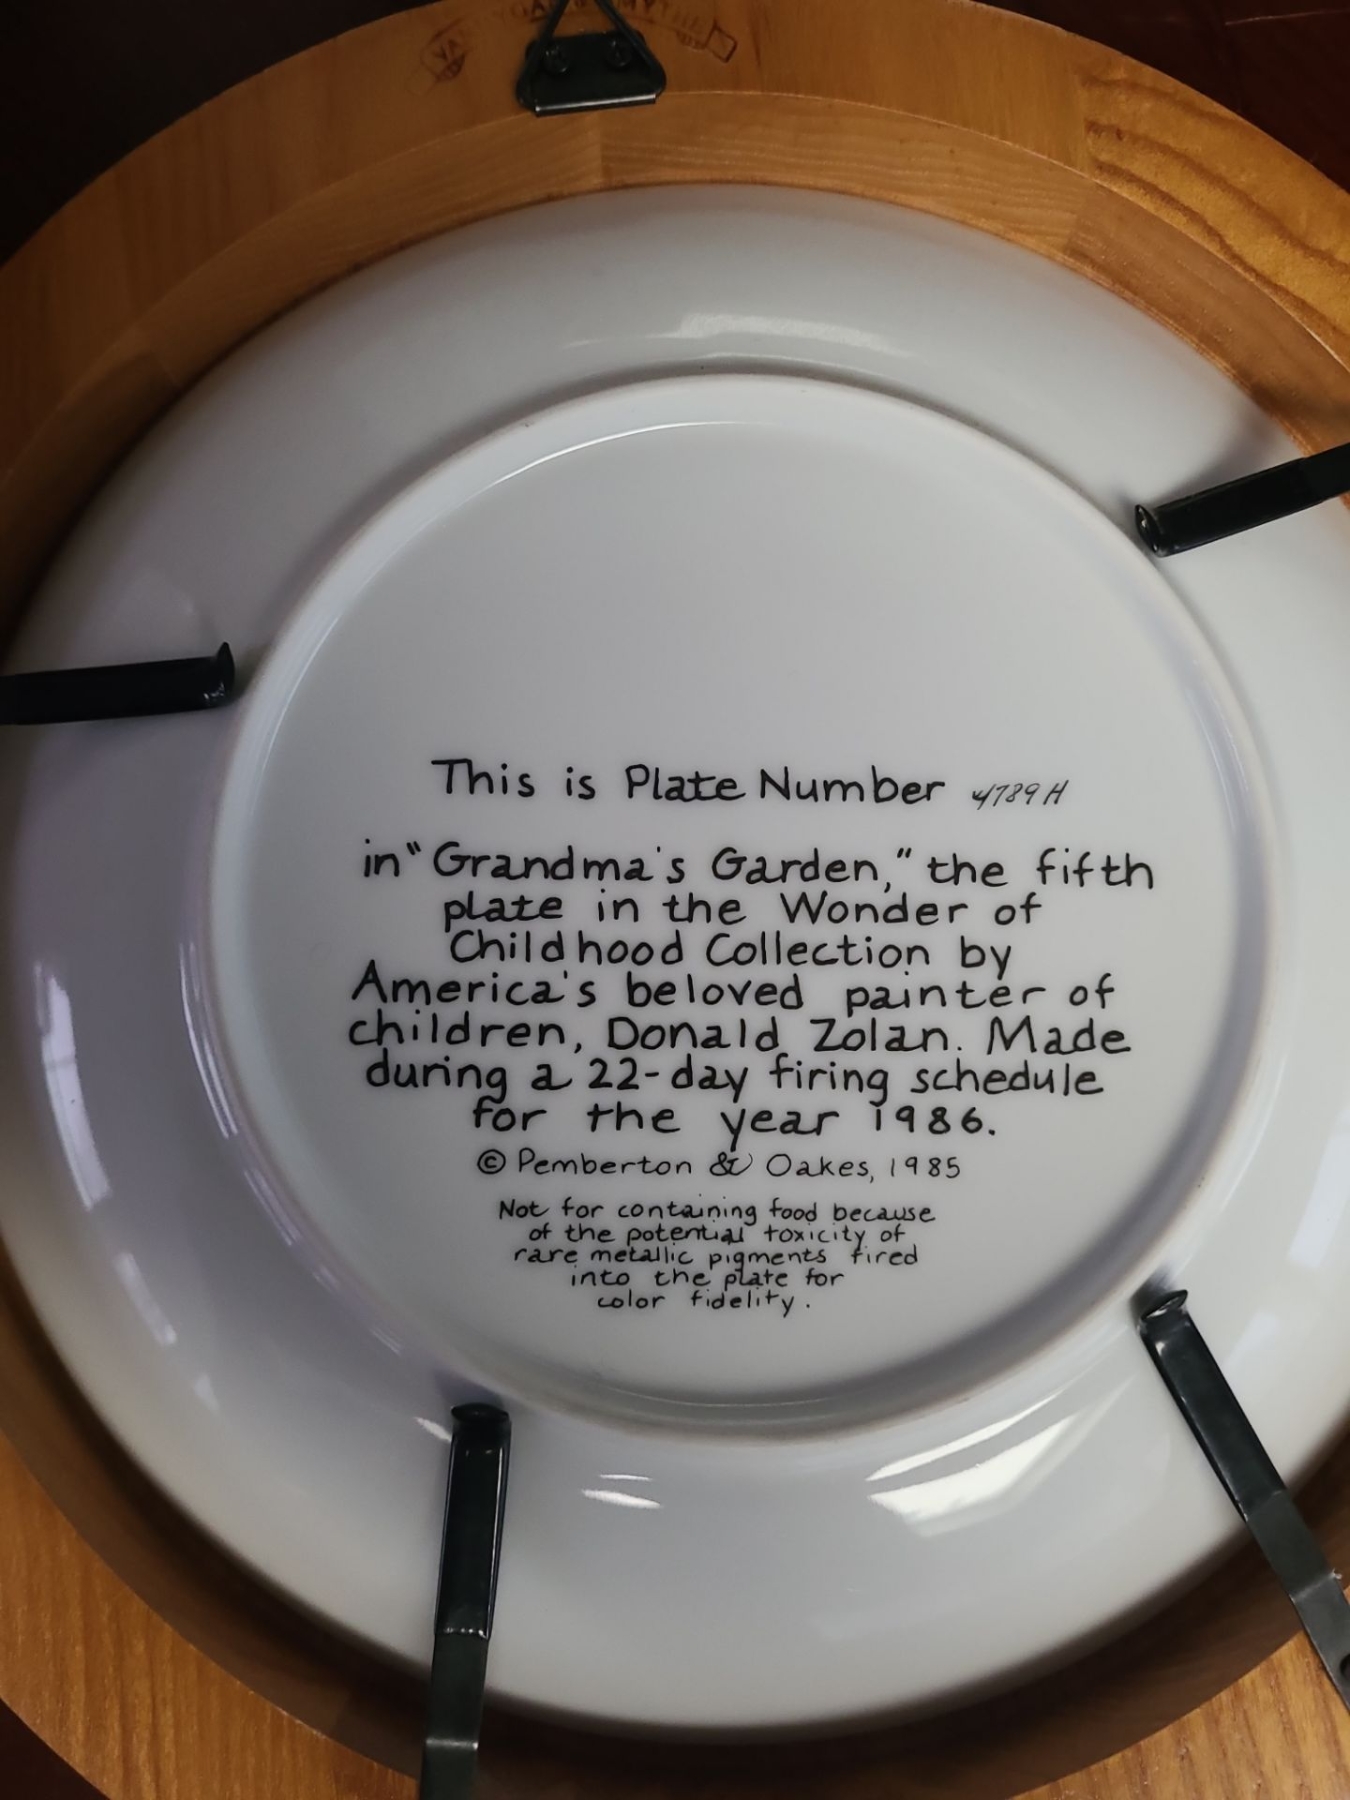 This is Plate Number 4789 H
in "Grandma's Garden," the fifth
plate in the Wonder of
Childhood Collection by
America's beloved painter of
children, Donald Zolan. Made
during a 22-day firing schedule
for the year 1986.
© Pemberton & Oakes, 1985
Not for containing food because
of the potential toxicity of
rare metallic pigments fired
into the plate for
color fidelity.